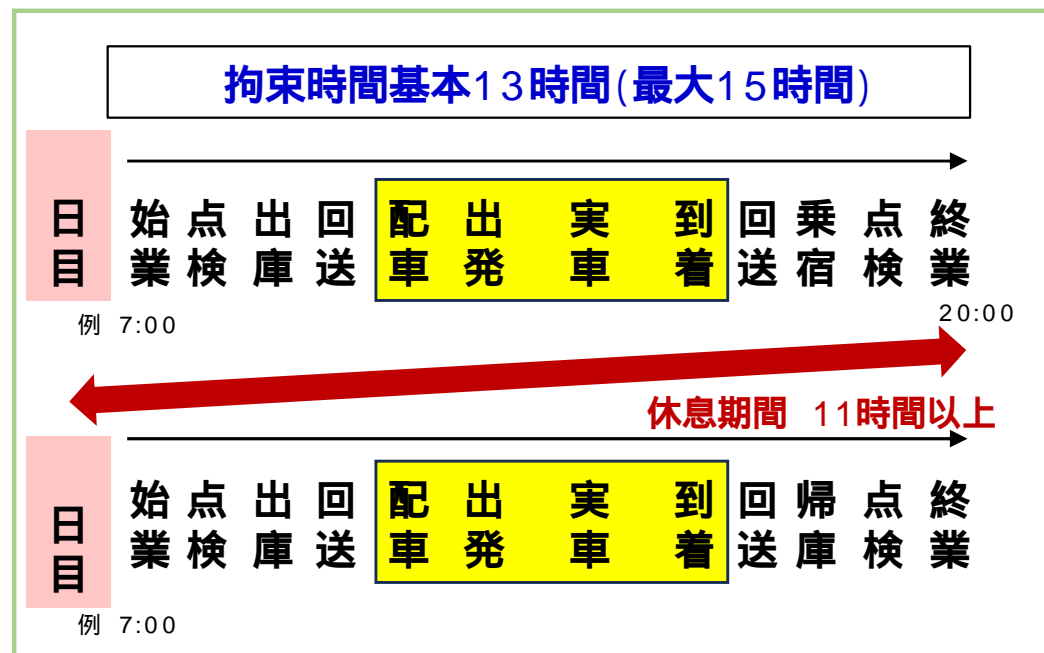 拘束時間基本13時間(最大15時間)
日目
始業 点検 出庫 回送 配車 出発 実車 到着 回送 乗宿 点検 終業
例 7:00
20:00
休息期間 11時間以上
日目
始業 点検 出庫 回送 配車 出発 実車 到着 回送 帰庫 点検 終業
例 7:00